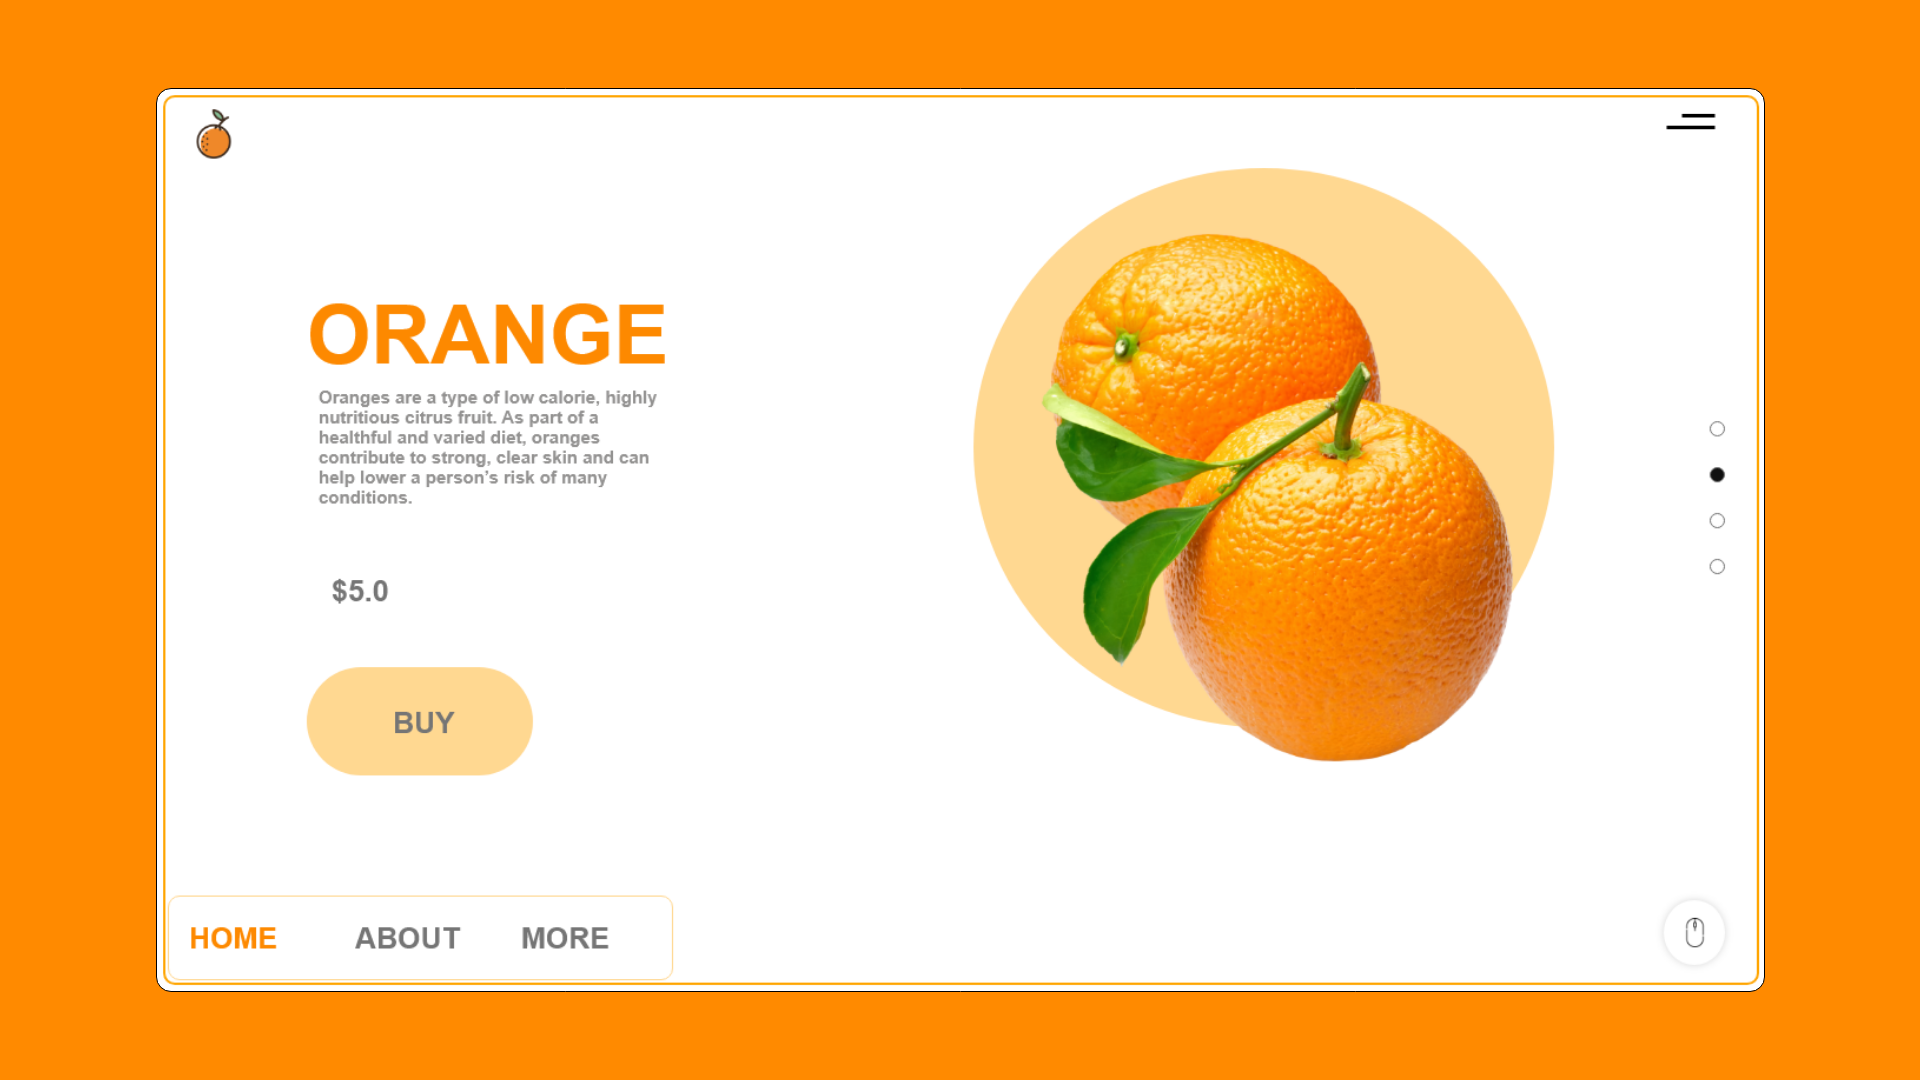 ORANGE
Oranges are a type of low calorie, highly
nutritious citrus fruit. As part of a
healthful and varied diet, oranges
contribute to strong, clear skin and can
help lower a person’s risk of many
conditions.
$5.0
BUY
HOME ABOUT MORE